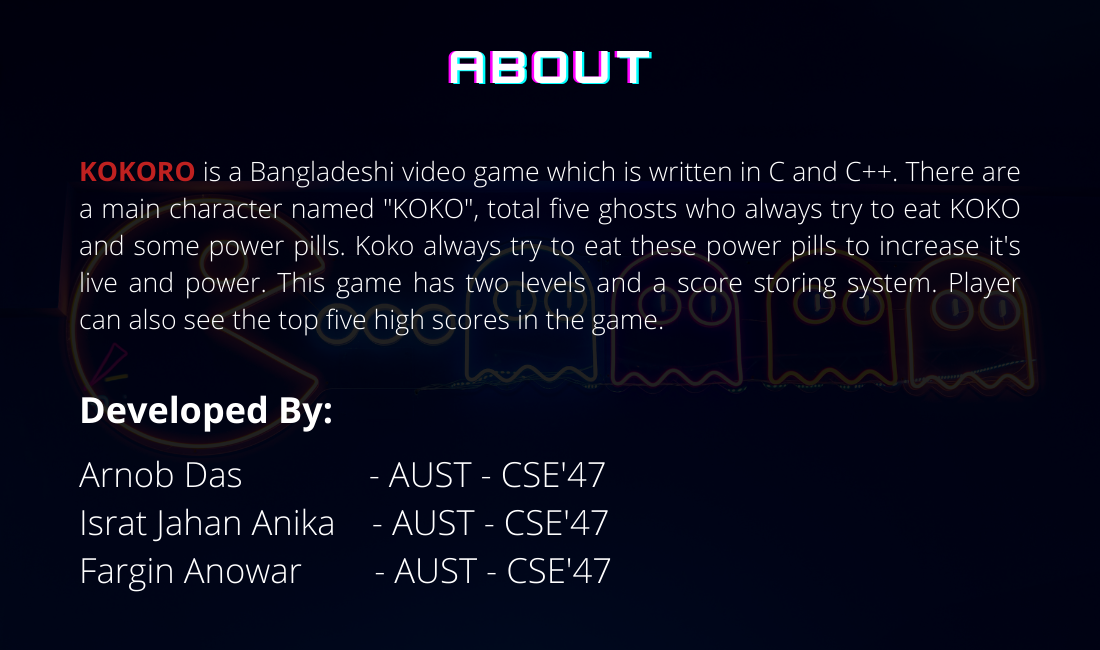 ABOUT
KOKORO is a Bangladeshi video game which is written in C and C++. There are
a main character named "KOKO", total five ghosts who always try to eat KOKO
and some power pills. Koko always try to eat these power pills to increase it's
live and power. This game has two levels and a score storing system. Player
can also see the top five high scores in the game.
Developed By:
Arnob Das - AUST - CSE'47
Israt Jahan Anika - AUST - CSE'47
Fargin Anowar - AUST - CSE'47